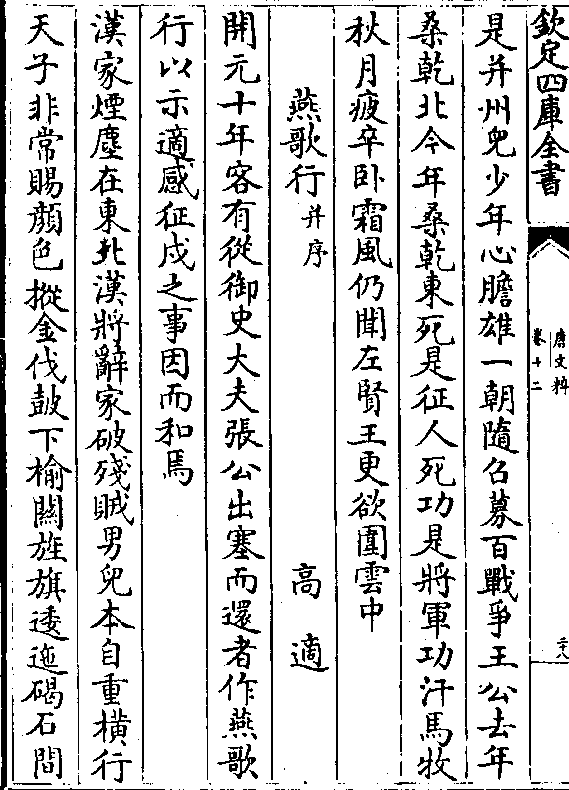 欽定四庫全書
唐文粹
卷十二
二十八
是并州兒少年心膽雄一朝隨召募百戰爭王公去年
桑乾北今年桑乾東死是征人死功是將軍功汗馬牧
秋月疲卒卧霜風仍聞左賢王更欲圍雲中
燕歌行并序 高適
開元十年客有從御史大夫張公出塞而還者作燕歌
行以示適感征戍之事因而和焉
漢家煙塵在東北漢將辭家破殘賊男兒本自重橫行
天子非常賜顏色摐金伐鼓下榆關旌旗逶迤碣石間